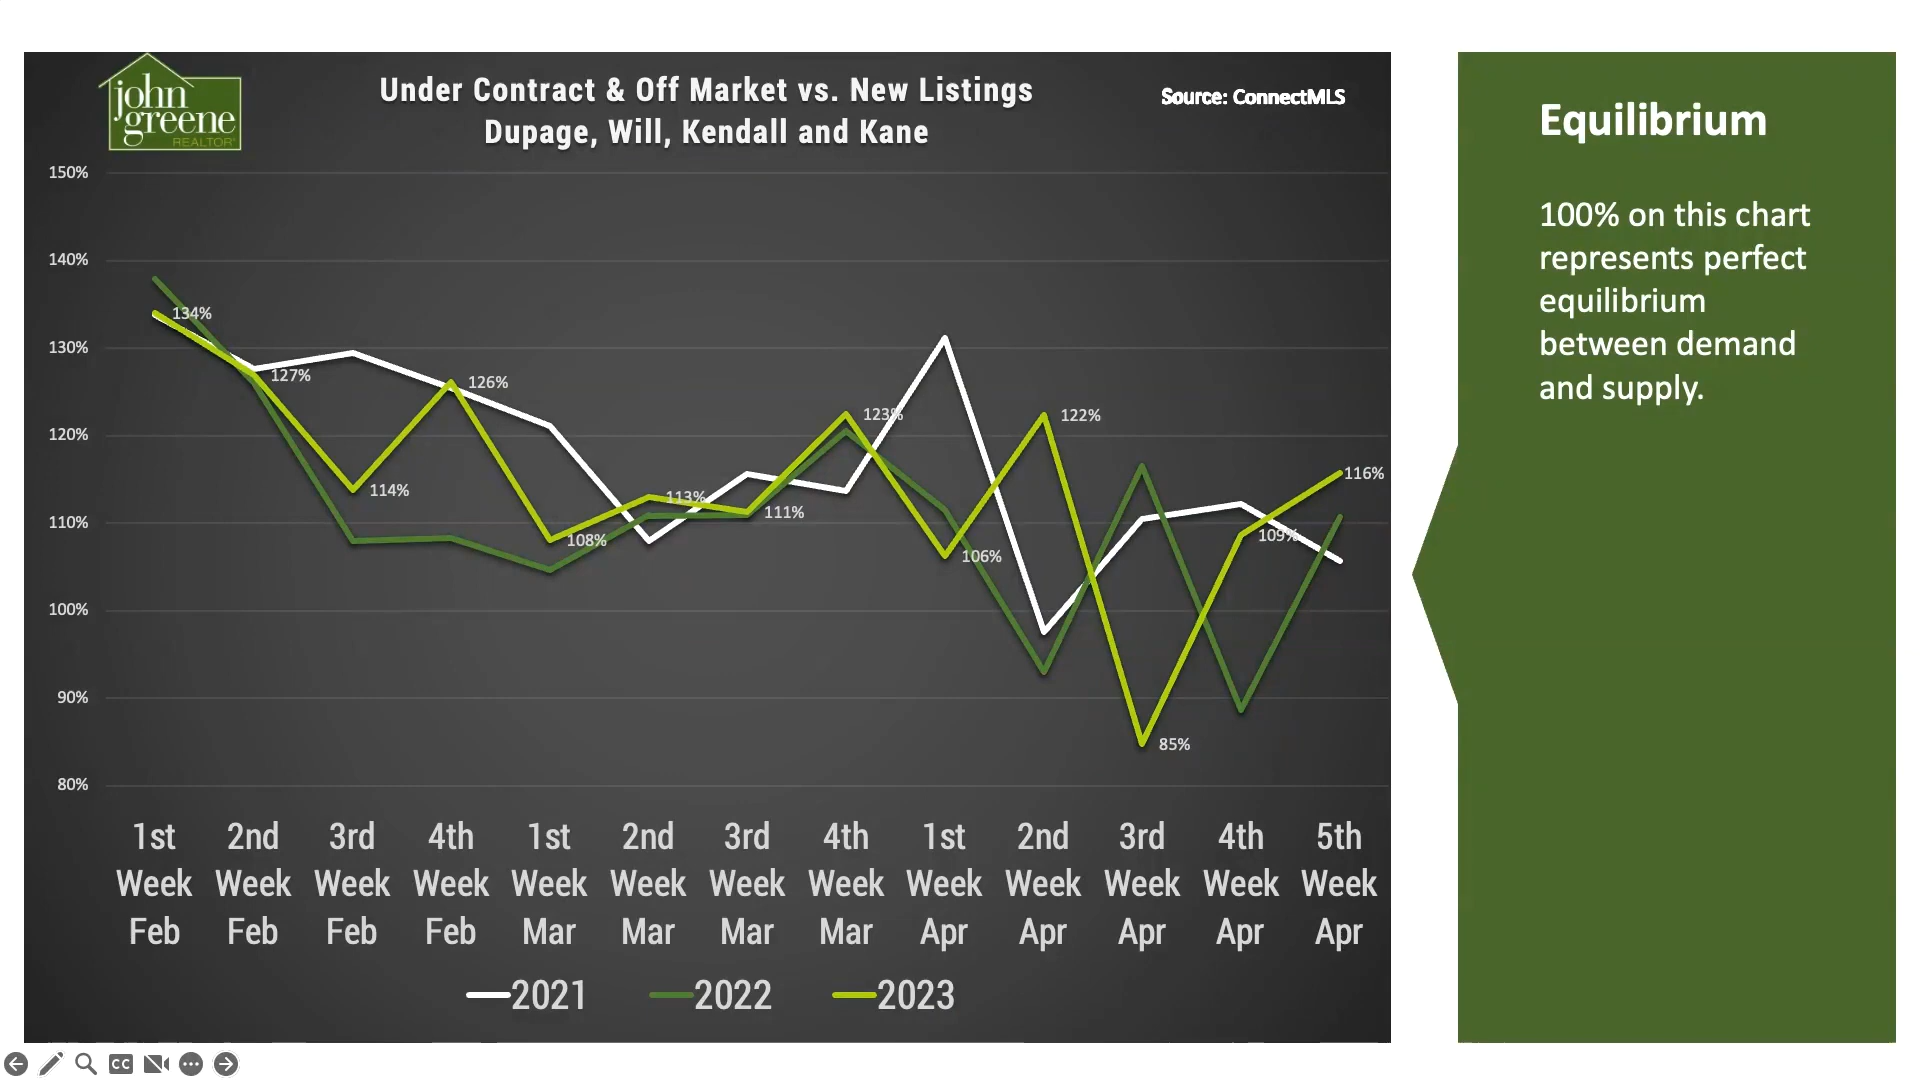 john
greene
REALTOR®
Under Contract & Off Market vs. New Listings
Dupage, Will, Kendall and Kane
Source: ConnectMLS
150%
140%
130%
120%
110%
100%
90%
80%
134%
127%
114%
126%
108%
113%
111%
123%
106%
122%
85%
109%
116%
1st Week Feb
2nd Week Feb
3rd Week Feb
4th Week Feb
1st Week Mar
2nd Week Mar
3rd Week Mar
4th Week Mar
1st Week Apr
2nd Week Apr
3rd Week Apr
4th Week Apr
5th Week Apr
2021
2022
2023
Equilibrium
100% on this chart
represents perfect
equilibrium
between demand
and supply.
CC